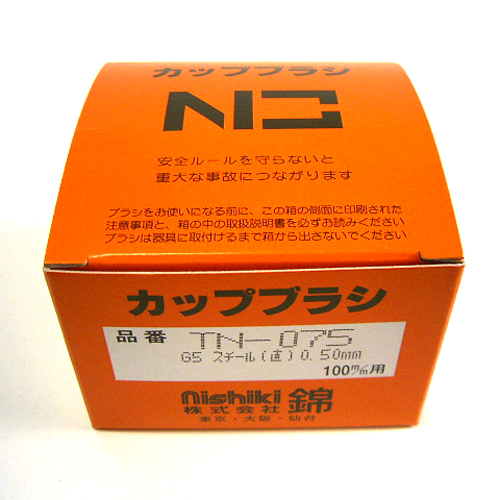 カップブラシ
安全ルールを守らないと
重大な事故につながります
ブラシをお使いになる前に、この箱の側面に印刷された
注意事項と、箱の中の取扱説明書を必ずお読みください
ブラシは器具に取付けるまで箱から出さないでください
カップブラシ
品番 TN-075
65 スチール(直)0.50mm
100m/m用
nishiki
株式会社 錦
東京・大阪・仙台